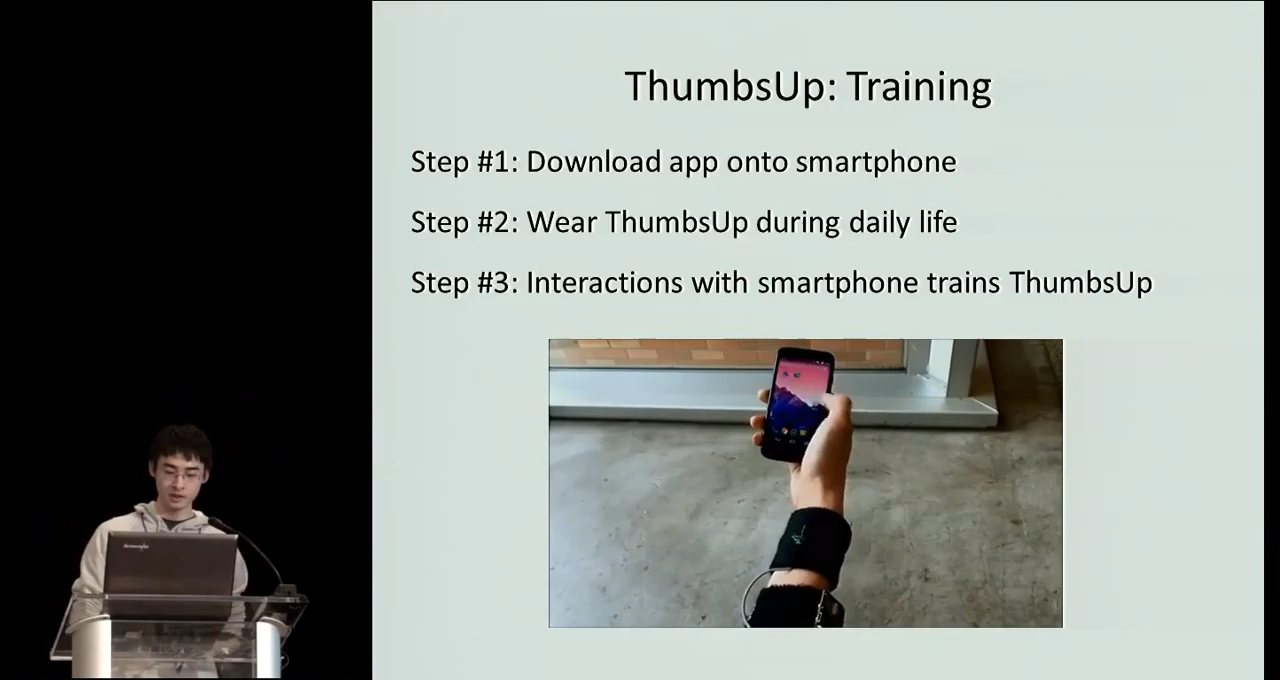 ThumbsUp: Training
Step #1: Download app onto smartphone
Step #2: Wear ThumbsUp during daily life
Step #3: Interactions with smartphone trains ThumbsUp